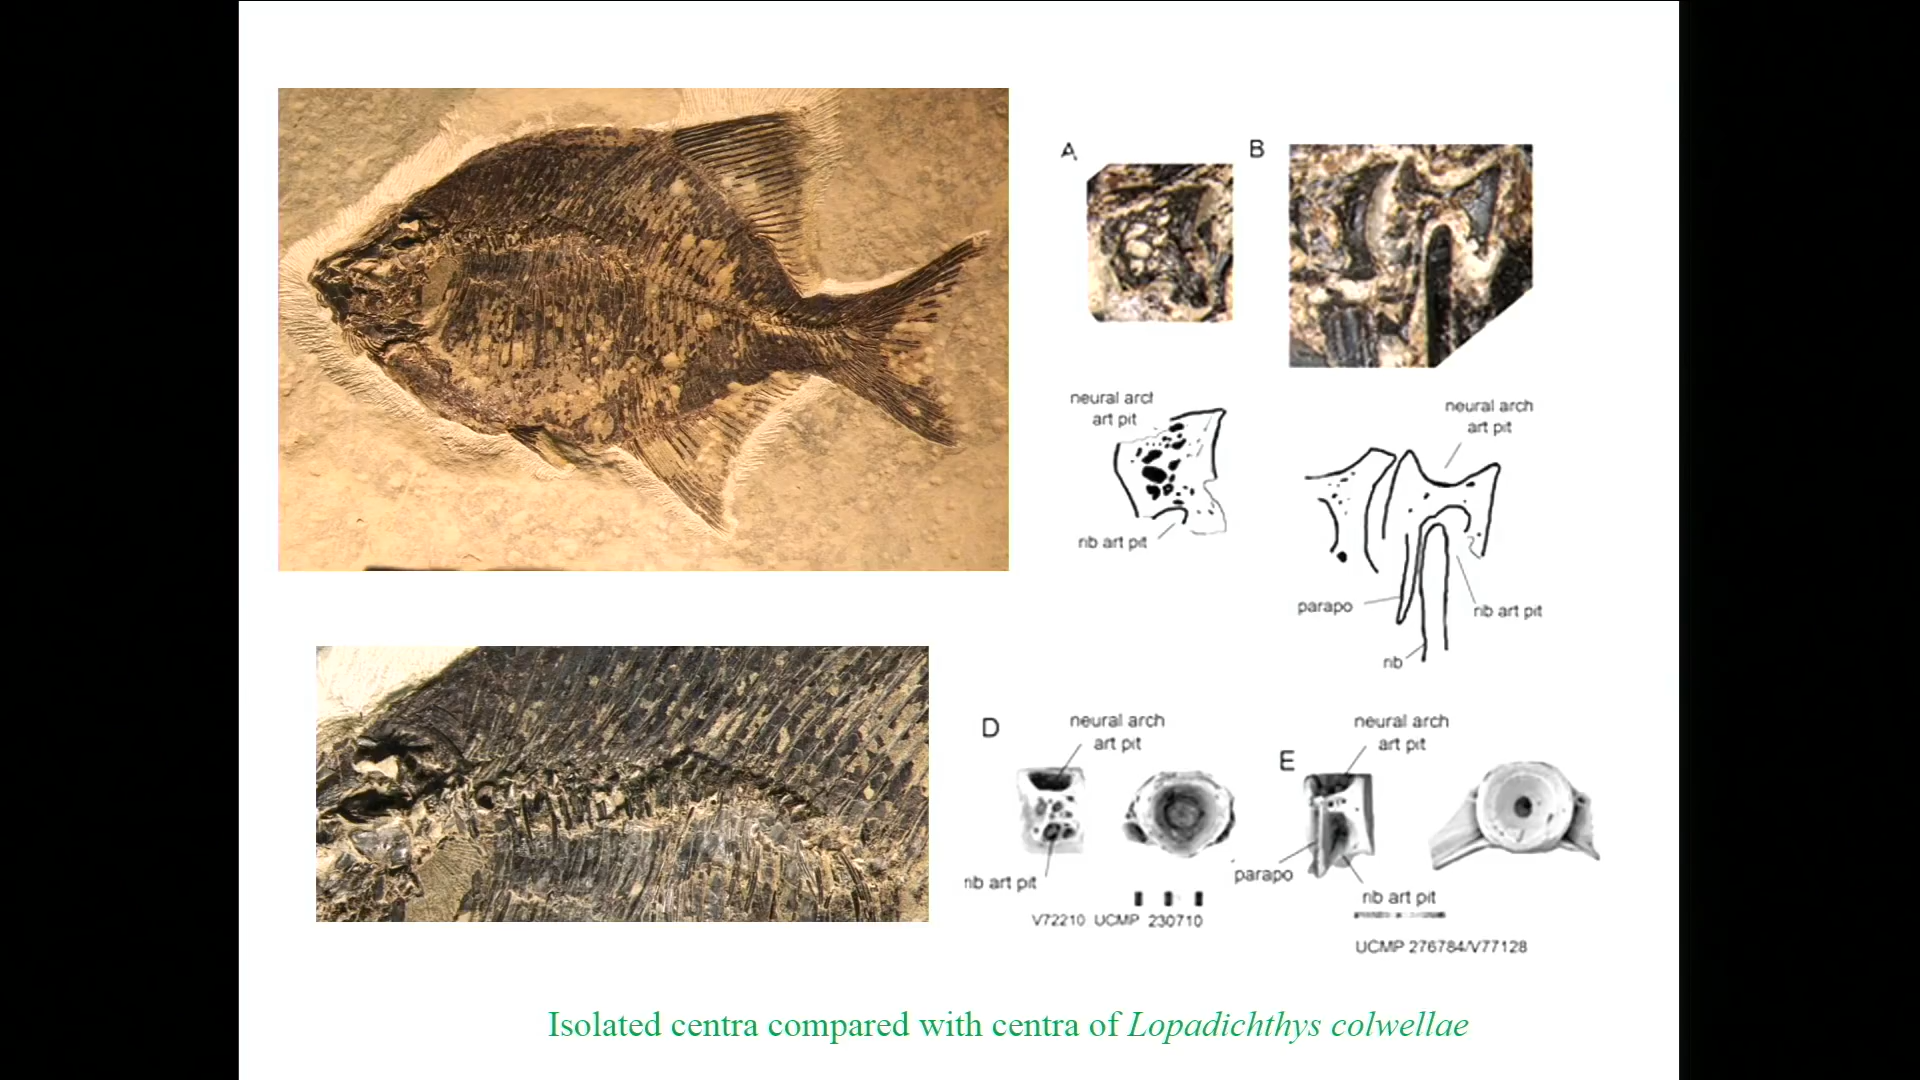 A
B
neural arch
art pit
rib art pit
neural arch
art pit
parapo
rib art pit
rib
D
neural arch
art pit
rib art pit
V72210 UCMP 230710
E
neural arch
art pit
parapo
rib art pit
UCMP 276784/V77128
Isolated centra compared with centra of Lopadichthys colwellae